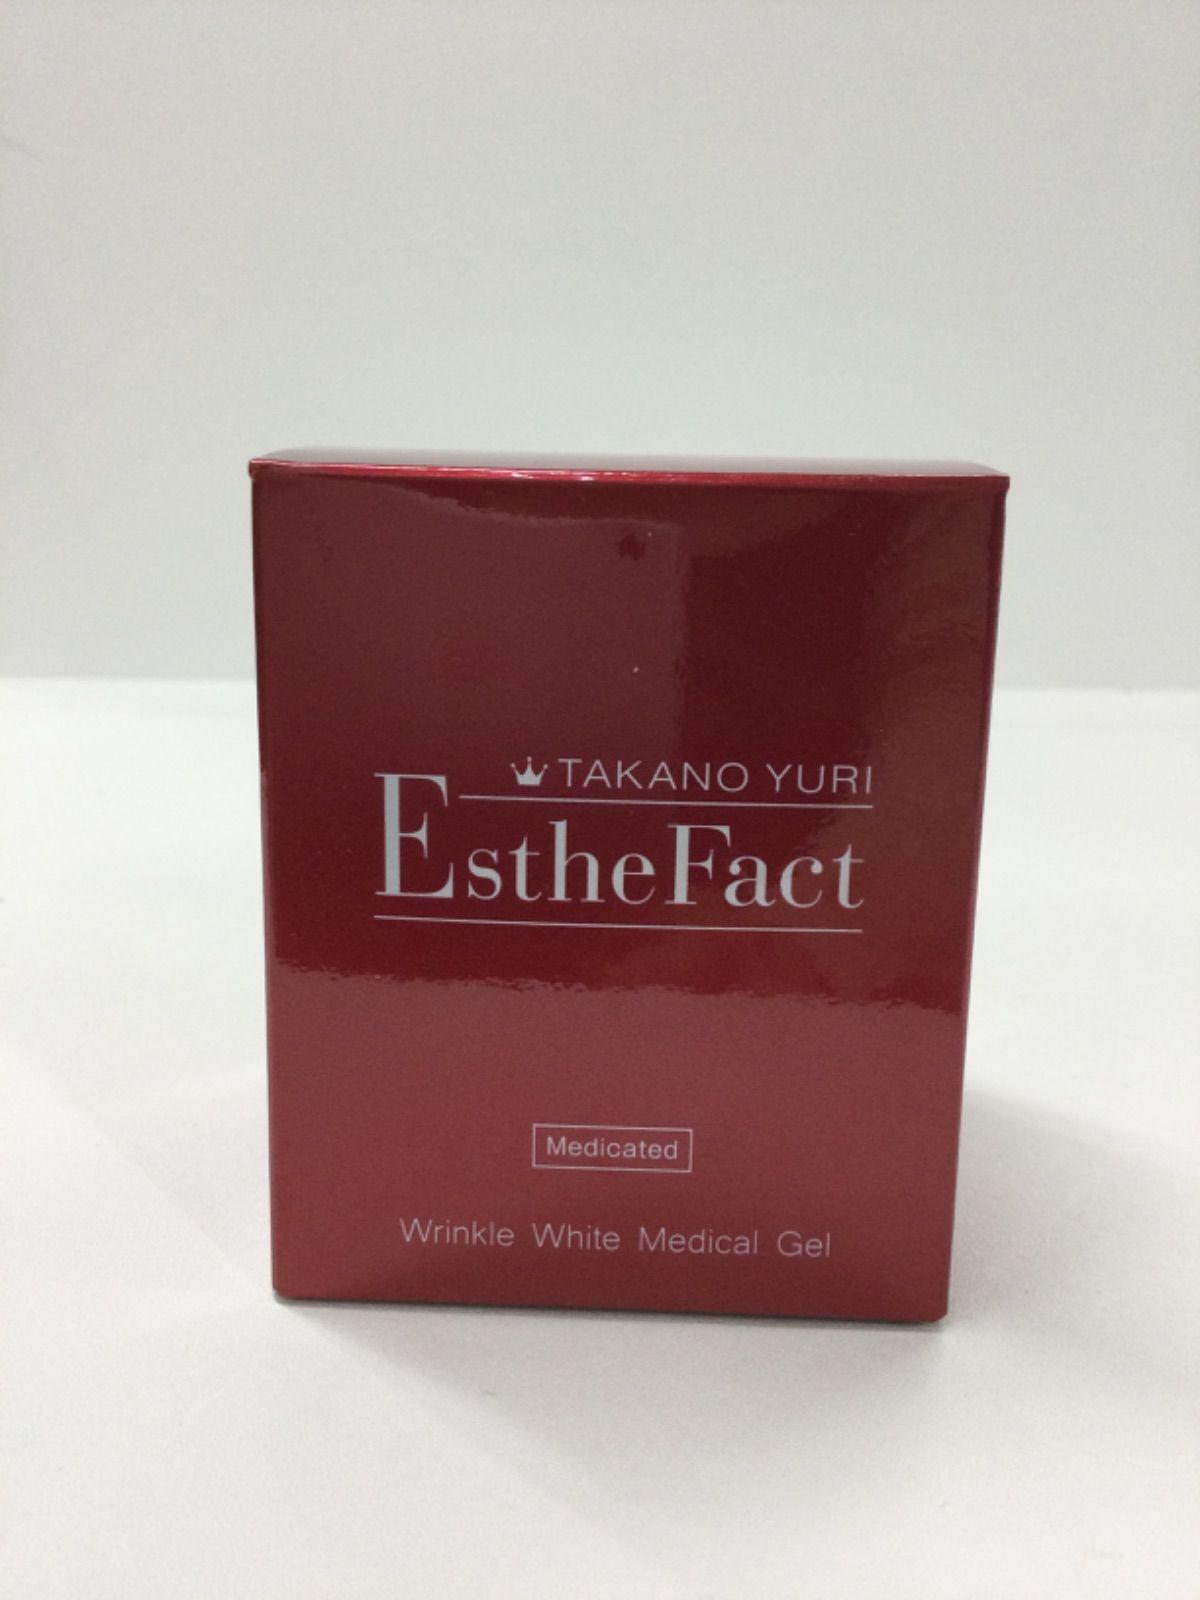 TAKANO YURI
EstheFact
Medicated
Wrinkle White Medical Gel